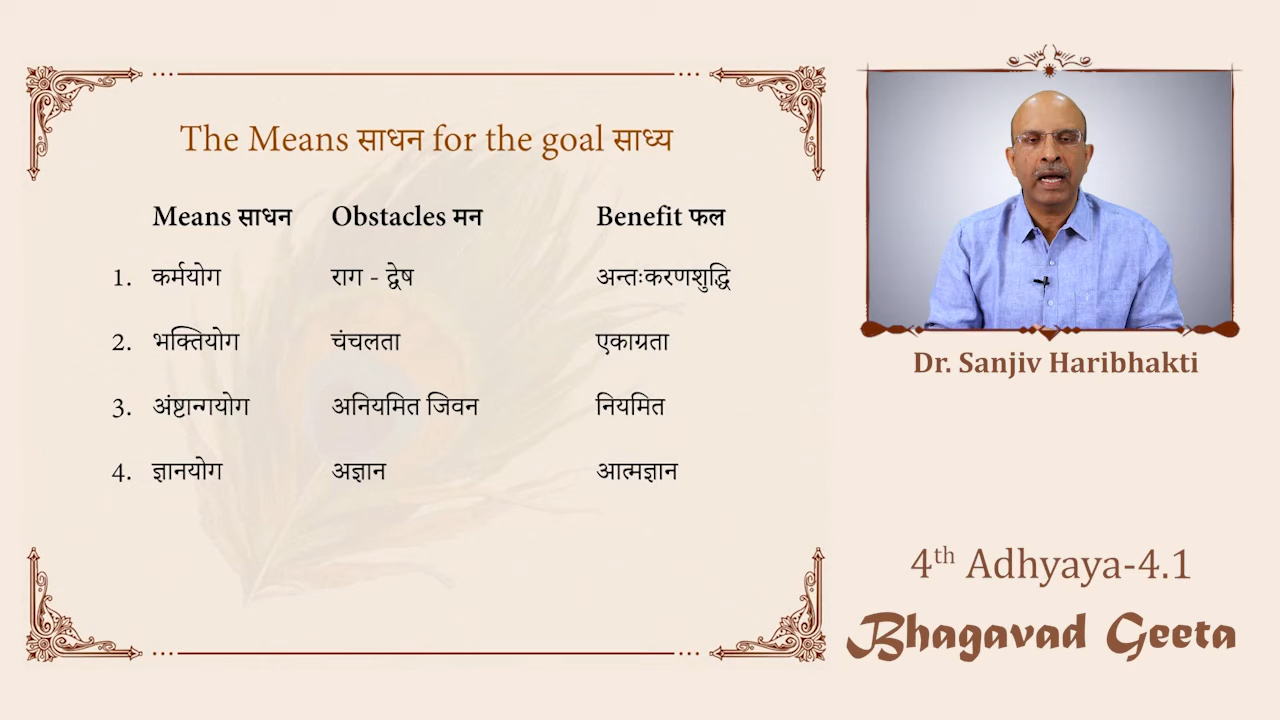 The Means साधन for the goal साध्य
Means साधन Obstacles मन Benefit फल
1. कर्मयोग राग - द्वेष अन्तःकरणशुद्धि
2. भक्तियोग चंचलता एकाग्रता
3. अंष्टान्गयोग अनियमित जिवन नियमित
4. ज्ञानयोग अज्ञान आत्मज्ञान
Dr. Sanjiv Haribhakti
4th Adhyaya-4.1
Bhagavad Geeta